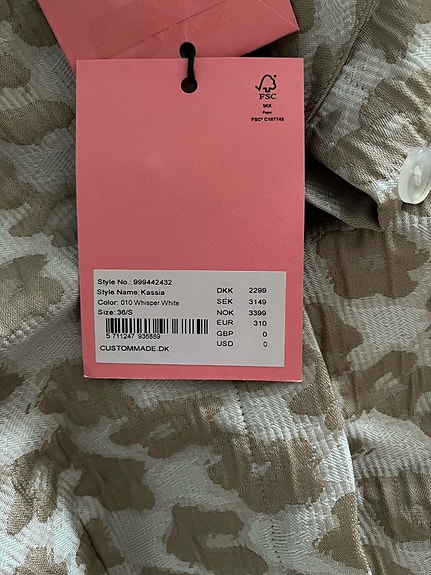 FSC
MIX
Paper
FSC® C167145
Style No.: 999442432
Style Name: Kassia
Color: 010 Whisper White
Size: 36/S
5 711247 936889
CUSTOMMADE.DK
DKK 2299
SEK 3149
NOK 3399
EUR 310
GBP 0
USD 0